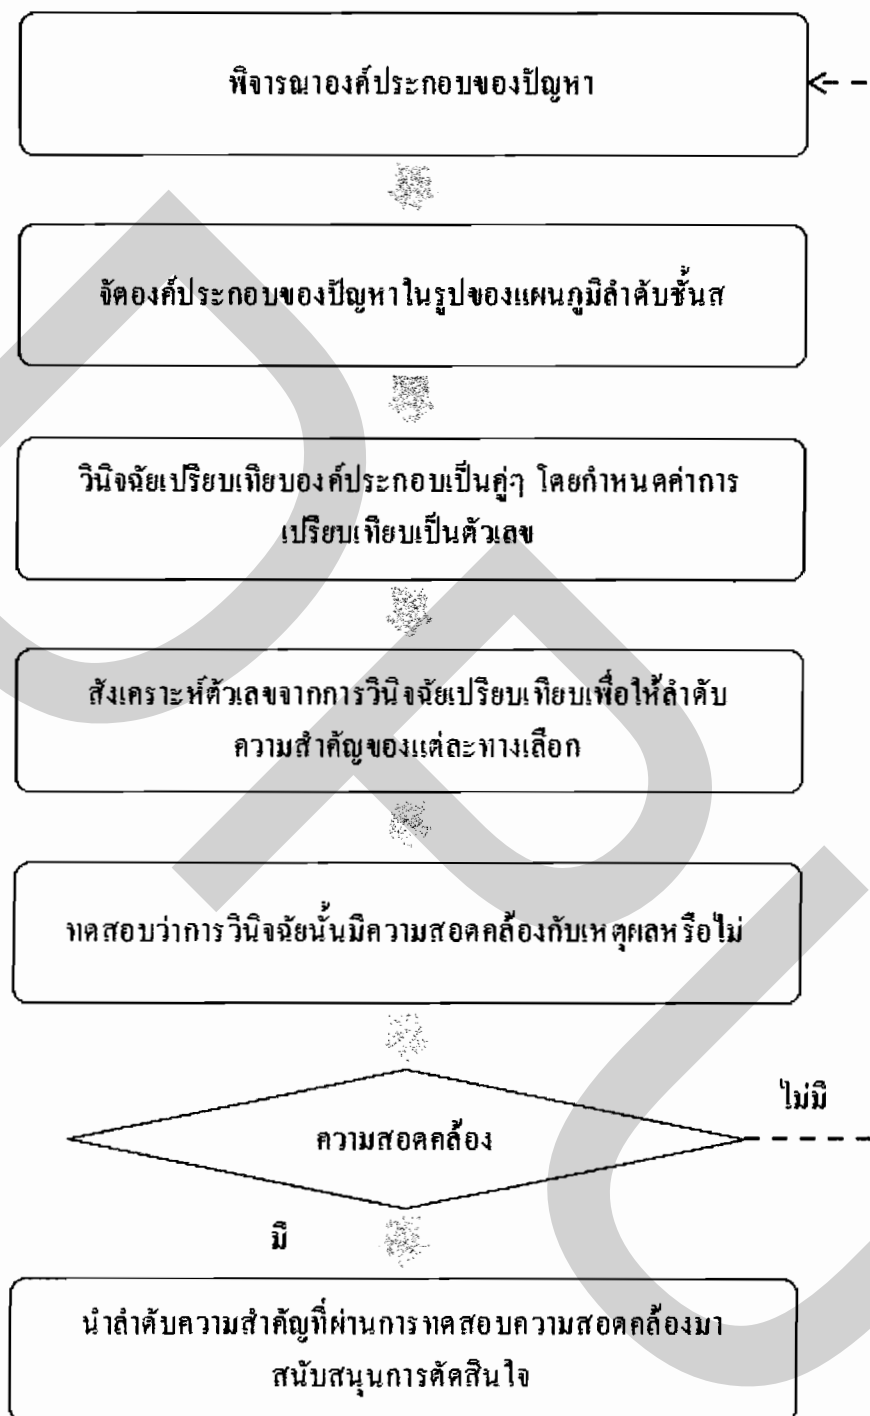 พิจารณาองค์ประกอบของปัญหา
จัดองค์ประกอบของปัญหาในรูปของแผนภูมิลำดับชั้นส
วินิจฉัยเปรียบเทียบองค์ประกอบเป็นคู่ๆ โดยกำหนดค่าการ
เปรียบเทียบเป็นตัวเลข
สังเคราะห์ตัวเลขจากการวินิจฉัยเปรียบเทียบเพื่อให้ลำดับ
ความสำคัญของแต่ละทางเลือก
ทดสอบว่าการวินิจฉัยนั้นมีความสอดคล้องกับเหตุผลหรือไม่
ไม่มี
ความสอดคล้อง
มี
นำลำดับความสำคัญที่ผ่านการทดสอบความสอดคล้องมา
สนับสนุนการตัดสินใจ